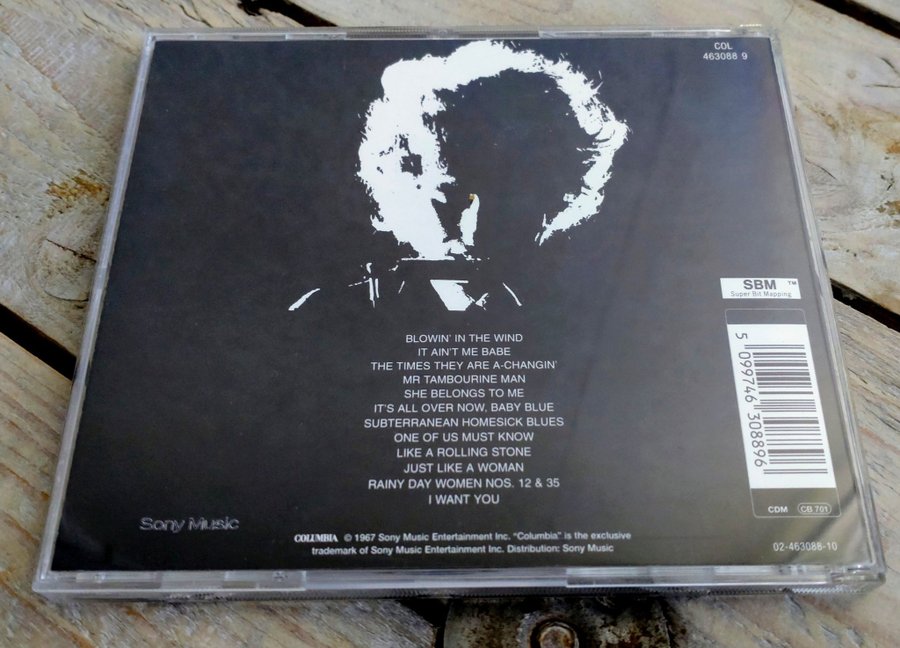 COL
463088 9
SBM ™
Super Bit Mapping
BLOWIN' IN THE WIND
IT AIN'T ME BABE
THE TIMES THEY ARE A-CHANGIN'
MR TAMBOURINE MAN
SHE BELONGS TO ME
IT'S ALL OVER NOW, BABY BLUE
SUBTERRANEAN HOMESICK BLUES
ONE OF US MUST KNOW
LIKE A ROLLING STONE
JUST LIKE A WOMAN
RAINY DAY WOMEN NOS. 12 & 35
I WANT YOU
5 099746 308896
CDM CB 701
Sony Music
COLUMBIA © 1967 Sony Music Entertainment Inc. "Columbia" is the exclusive
trademark of Sony Music Entertainment Inc. Distribution: Sony Music
02-463088-10